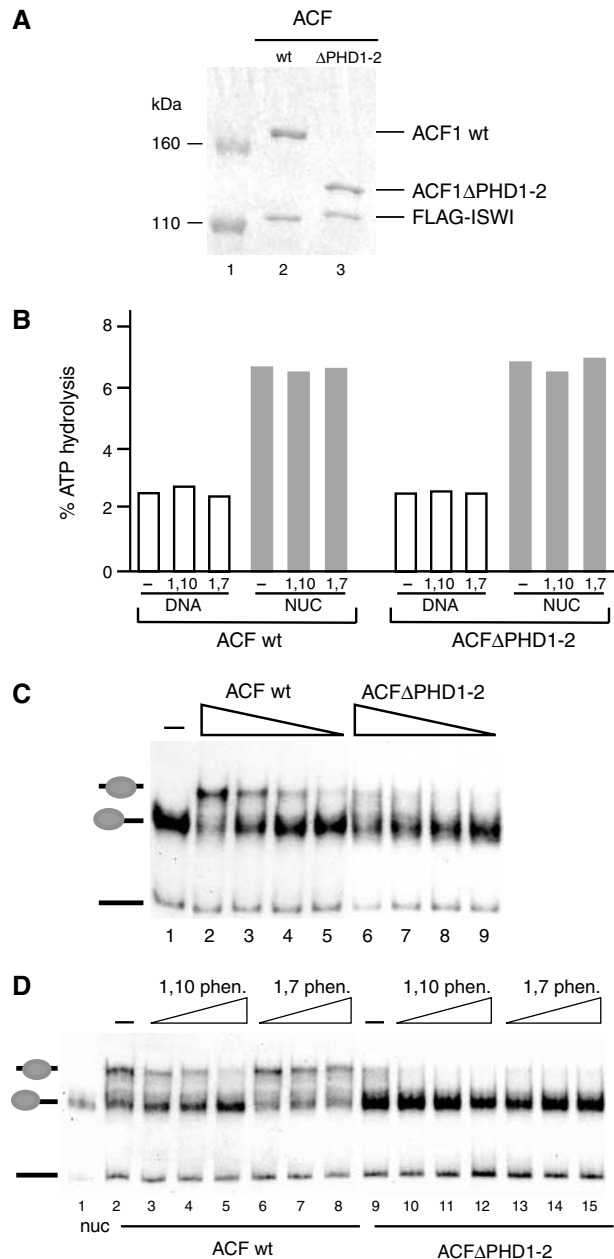 A
ACF
wt ΔPHD1-2
kDa
160
110
ACF1 wt
ACF1ΔPHD1-2
FLAG-ISWI
1 2 3
B
% ATP hydrolysis
8
6
4
2
0
– 1,10 1,7 – 1,10 1,7 – 1,10 1,7 – 1,10 1,7
DNA NUC DNA NUC
ACF wt ACFΔPHD1-2
C
ACF wt ACFΔPHD1-2
–
1 2 3 4 5 6 7 8 9
D
1,10 phen. 1,7 phen. 1,10 phen. 1,7 phen.
– –
1 2 3 4 5 6 7 8 9 10 11 12 13 14 15
nuc
ACF wt ACFΔPHD1-2